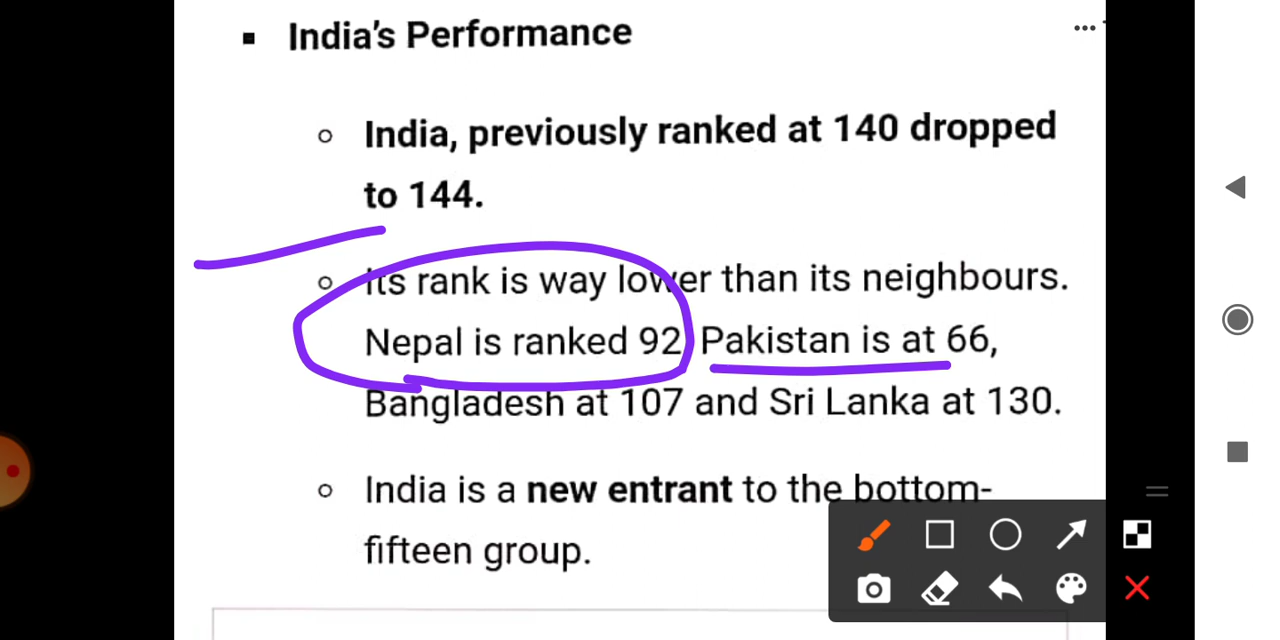 India's Performance
India, previously ranked at 140 dropped
to 144.
Its rank is way lower than its neighbours.
Nepal is ranked 92, Pakistan is at 66,
Bangladesh at 107 and Sri Lanka at 130.
India is a new entrant to the bottom-
fifteen group.